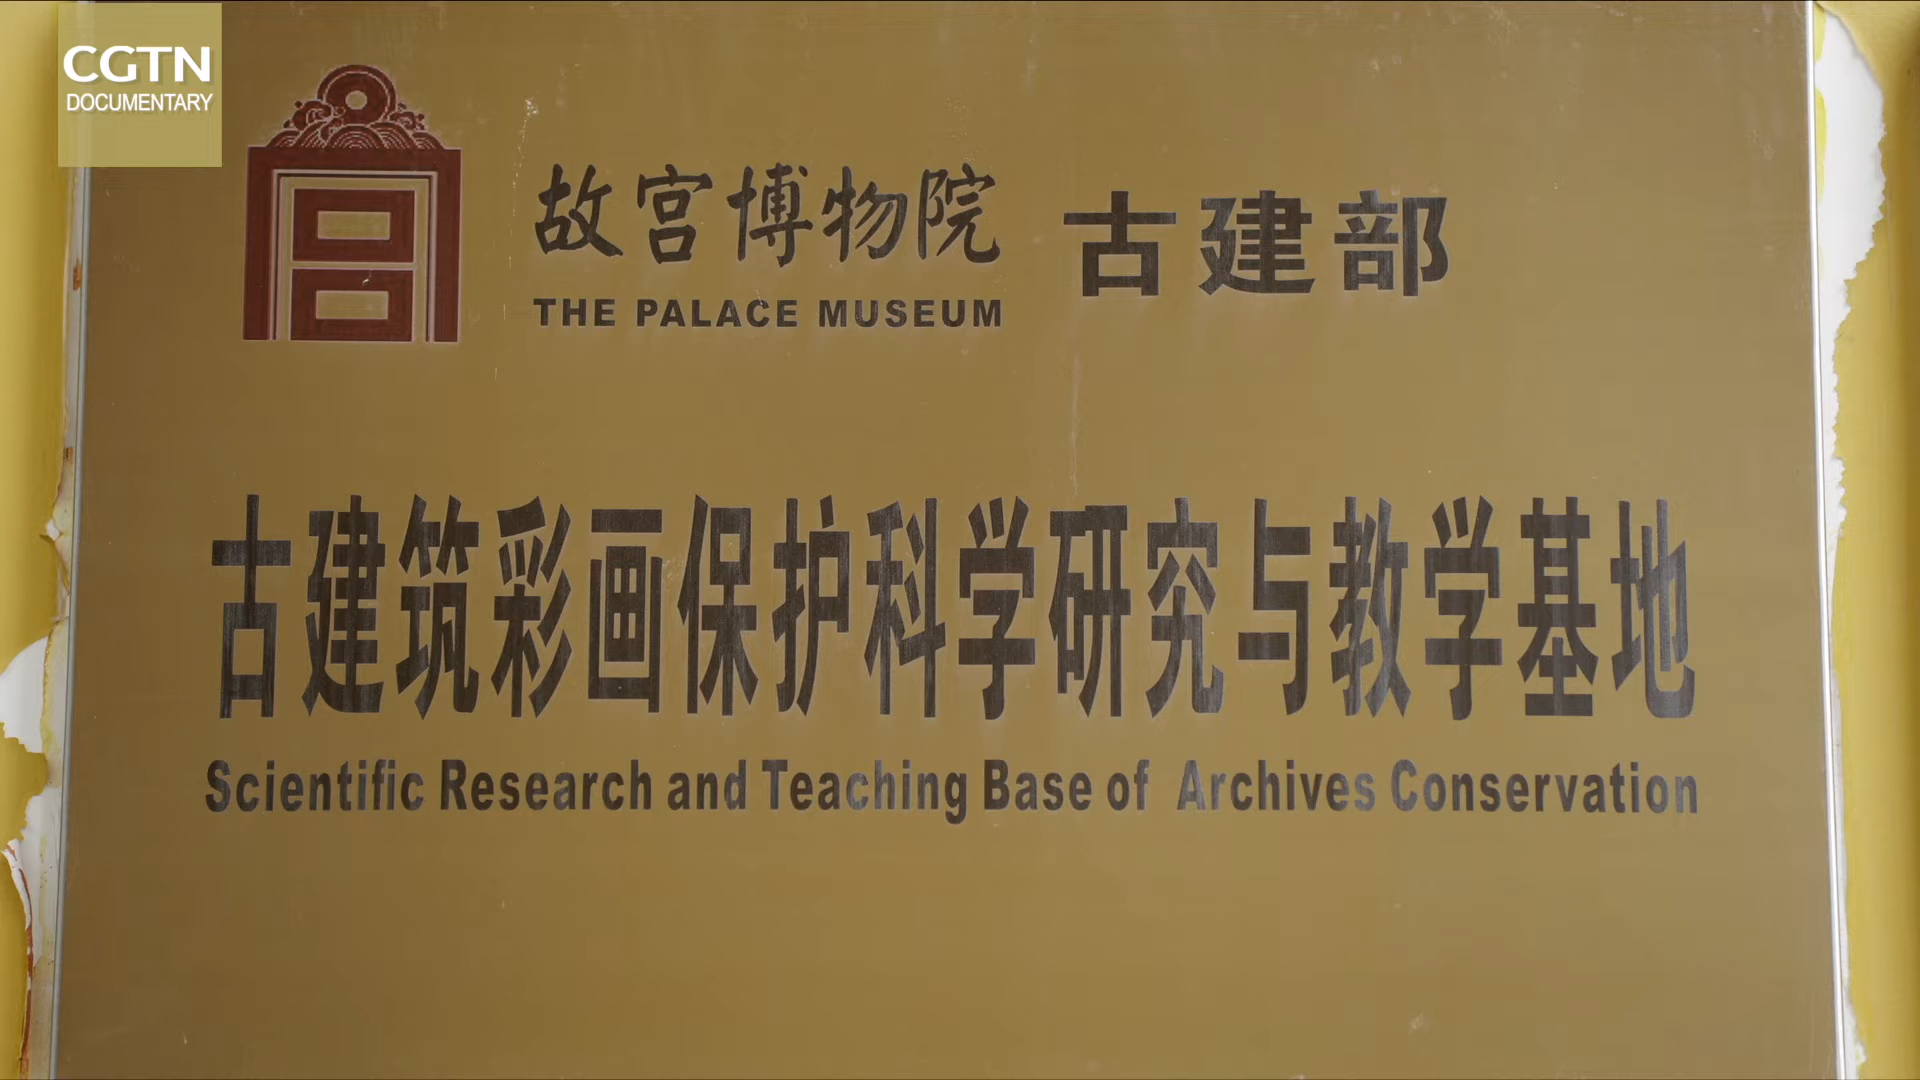 CGTN
DOCUMENTARY
故宫博物院 古建部
THE PALACE MUSEUM
古建筑彩画保护科学研究与教学基地
Scientific Research and Teaching Base of Archives Conservation